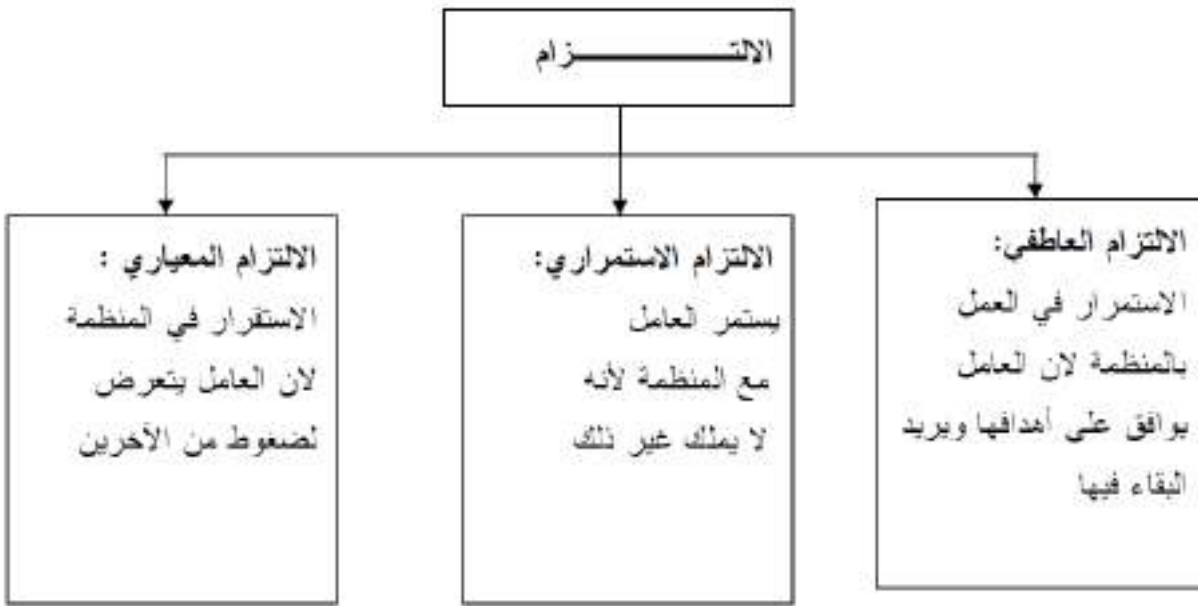 الالتـــــــــــزام
الالتزام العاطفي:
الاستمرار في العمل
بالمنظمة لان العامل
يوافق على أهدافها ويريد
البقاء فيها
الالتزام الاستمراري:
يستمر العامل
مع المنظمة لأنه
لا يملك غير ذلك
الالتزام المعياري :
الاستقرار في المنظمة
لان العامل يتعرض
لضغوط من الآخرين